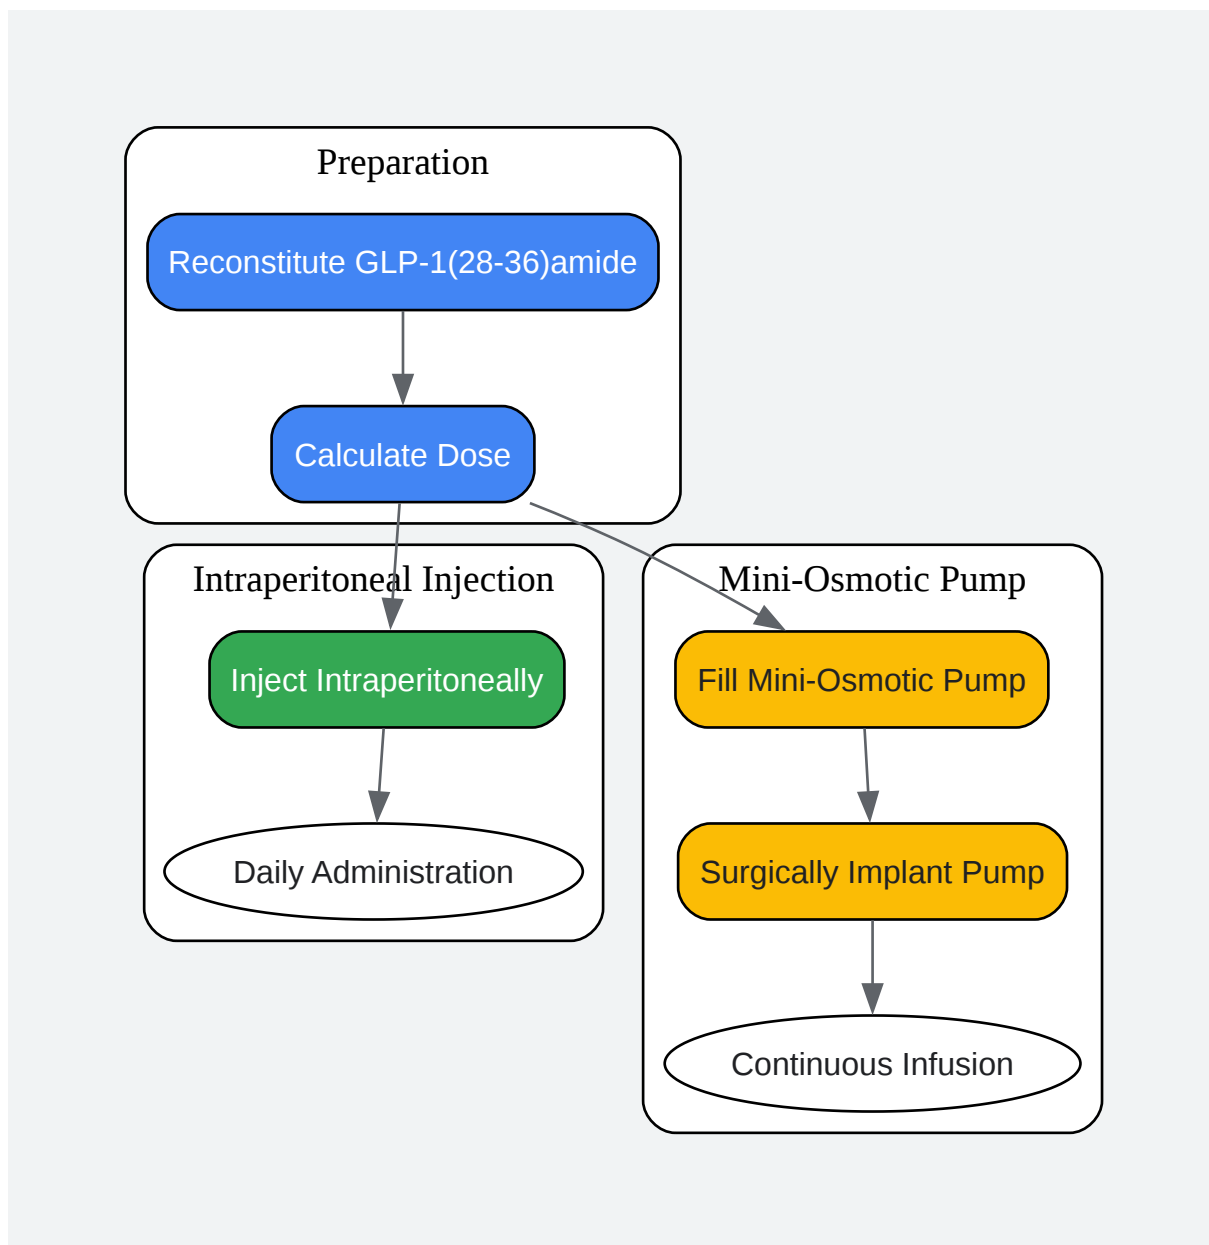 Preparation
Reconstitute GLP-1(28-36)amide
Calculate Dose
Intraperitoneal Injection
Inject Intraperitoneally
Daily Administration
Mini-Osmotic Pump
Fill Mini-Osmotic Pump
Surgically Implant Pump
Continuous Infusion